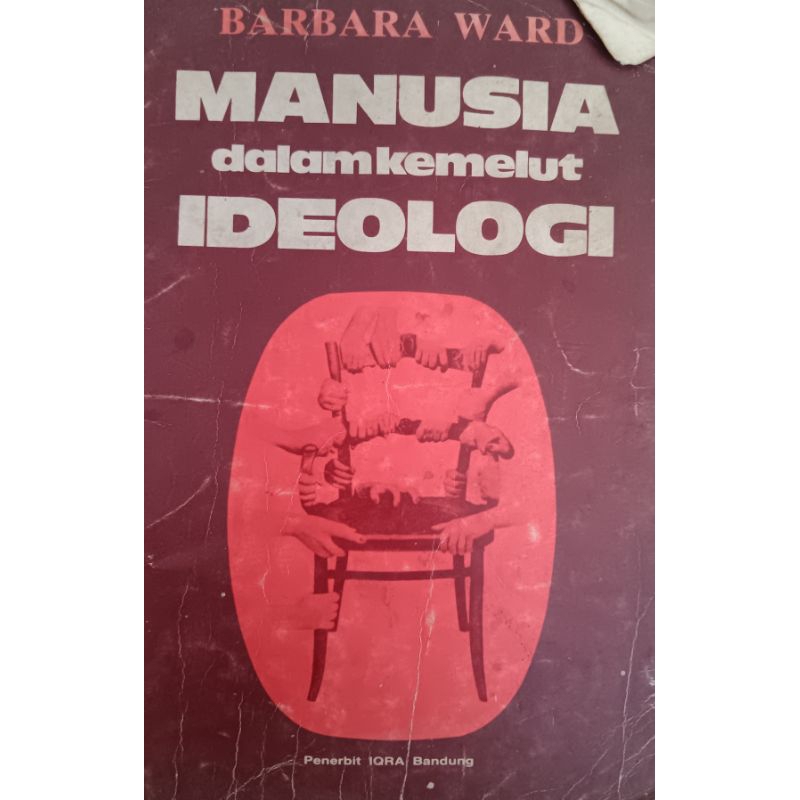 BARBARA WARD
MANUSIA
dalam kemelut
IDEOLOGI
Penerbit IQRA Bandung